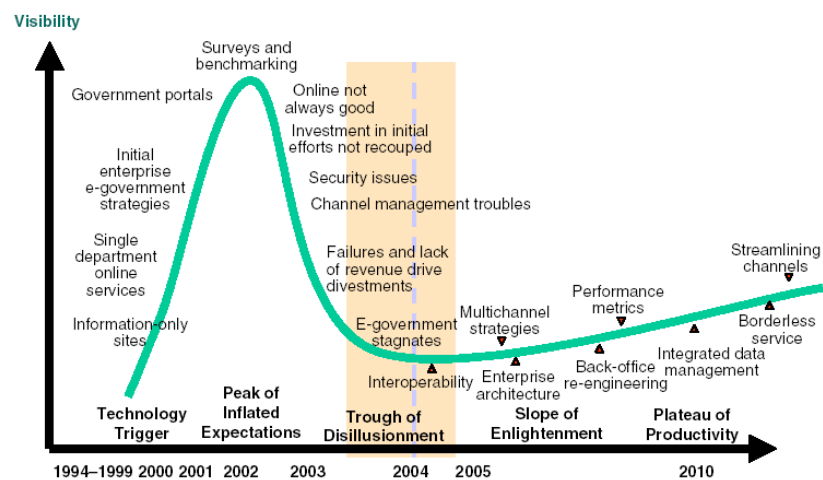 Visibility
Surveys and
benchmarking
Government portals
Online not
always good
Investment in initial
efforts not recouped
Initial
enterprise
e-government
strategies
Security issues
Channel management troubles
Single
department
online
services
Failures and lack
of revenue drive
divestments
Streamlining
channels
Information-only
sites
E-government
stagnates
Multichannel
strategies
Performance
metrics
Borderless
service
Interoperability
Enterprise
architecture
Back-office
re-engineering
Integrated data
management
Technology
Trigger
Peak of
Inflated
Expectations
Trough of
Disillusionment
Slope of
Enlightenment
Plateau of
Productivity
1994–1999 2000 2001 2002 2003 2004 2005 2010